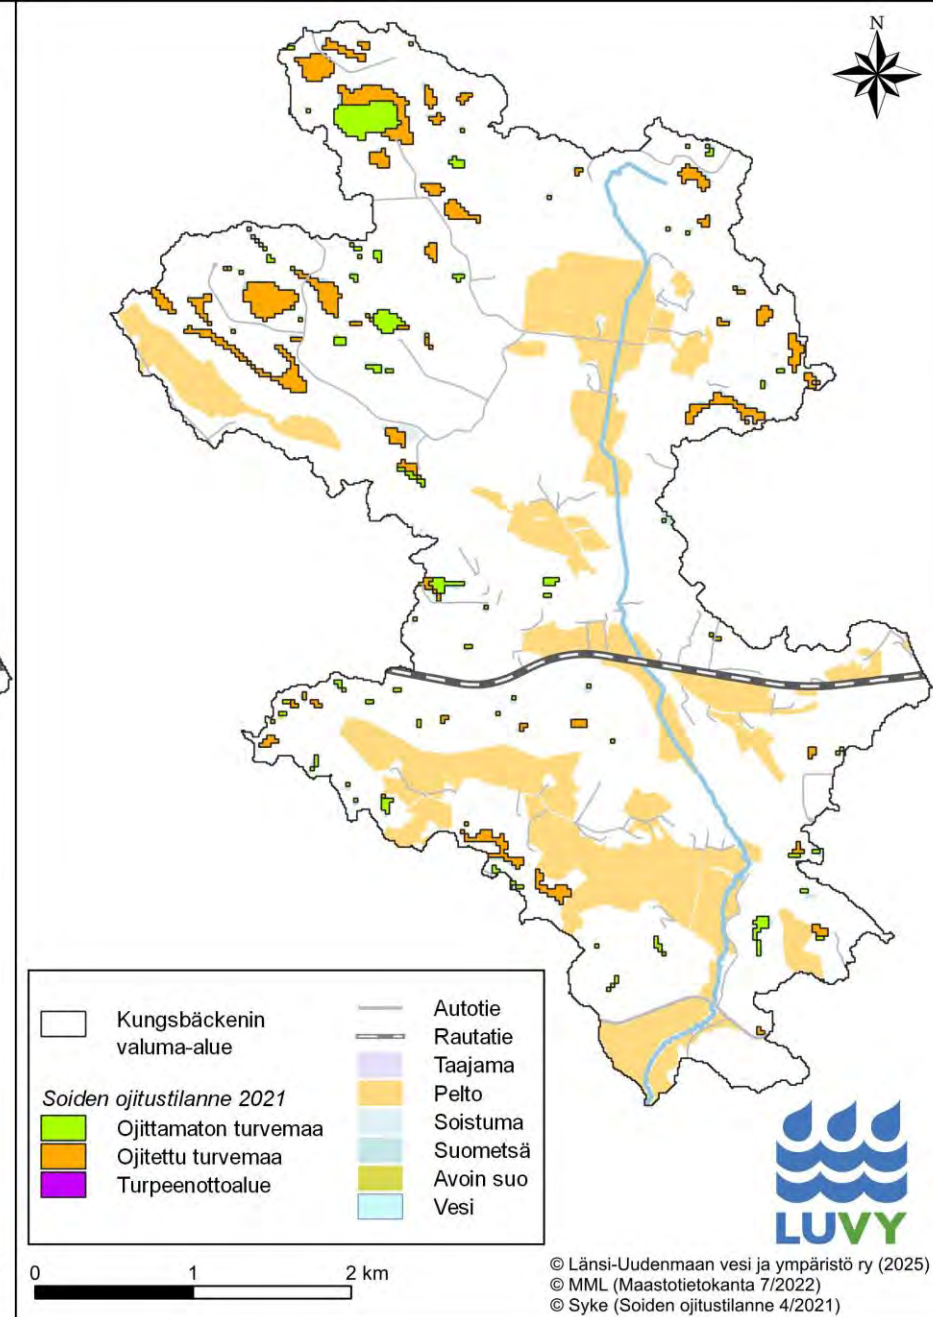 N
Kungsbäckenin
valuma-alue
Soiden ojitustilanne 2021
Ojittamaton turvemaa
Ojitettu turvemaa
Turpeenottoalue
Autotie
Rautatie
Taajama
Pelto
Soistuma
Suometsä
Avoin suo
Vesi
0 1 2 km
LUVY
© Länsi-Uudenmaan vesi ja ympäristö ry (2025)
© MML (Maastotietokanta 7/2022)
© Syke (Soiden ojitustilanne 4/2021)